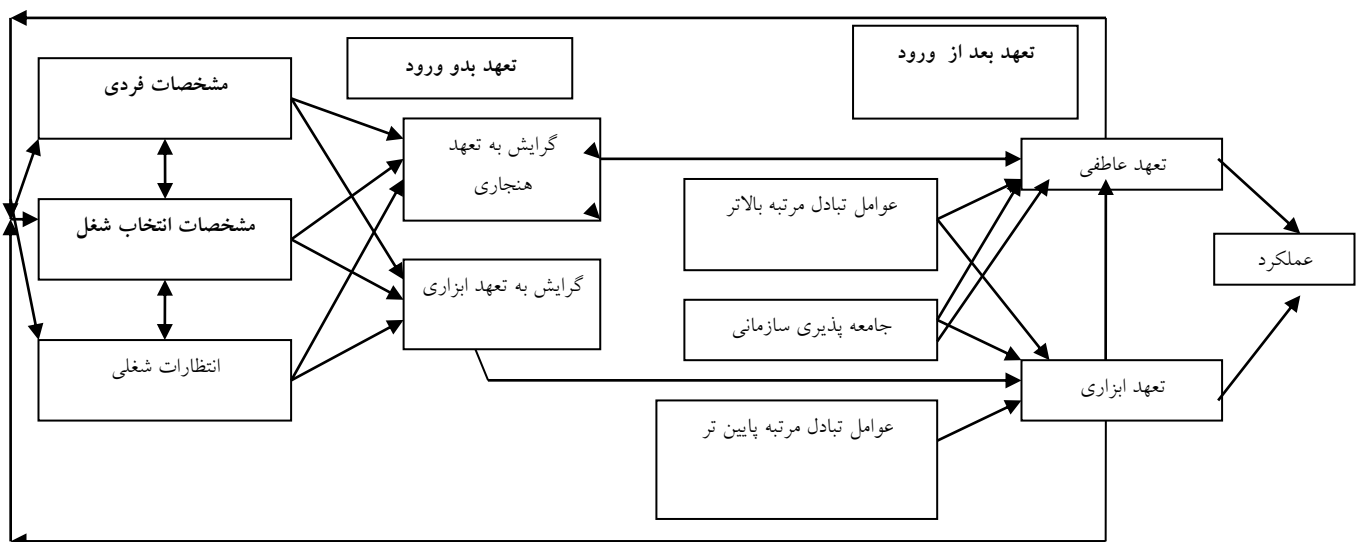 تعهد بعد از ورود
تعهد بدو ورود
مشخصات فردی
گرایش به تعهد
هنجاری
تعهد عاطفی
عوامل تبادل مرتبه بالاتر
مشخصات انتخاب شغل
عملکرد
گرایش به تعهد ابزاری
جامعه پذیری سازمانی
انتظارات شغلی
تعهد ابزاری
عوامل تبادل مرتبه پایین تر